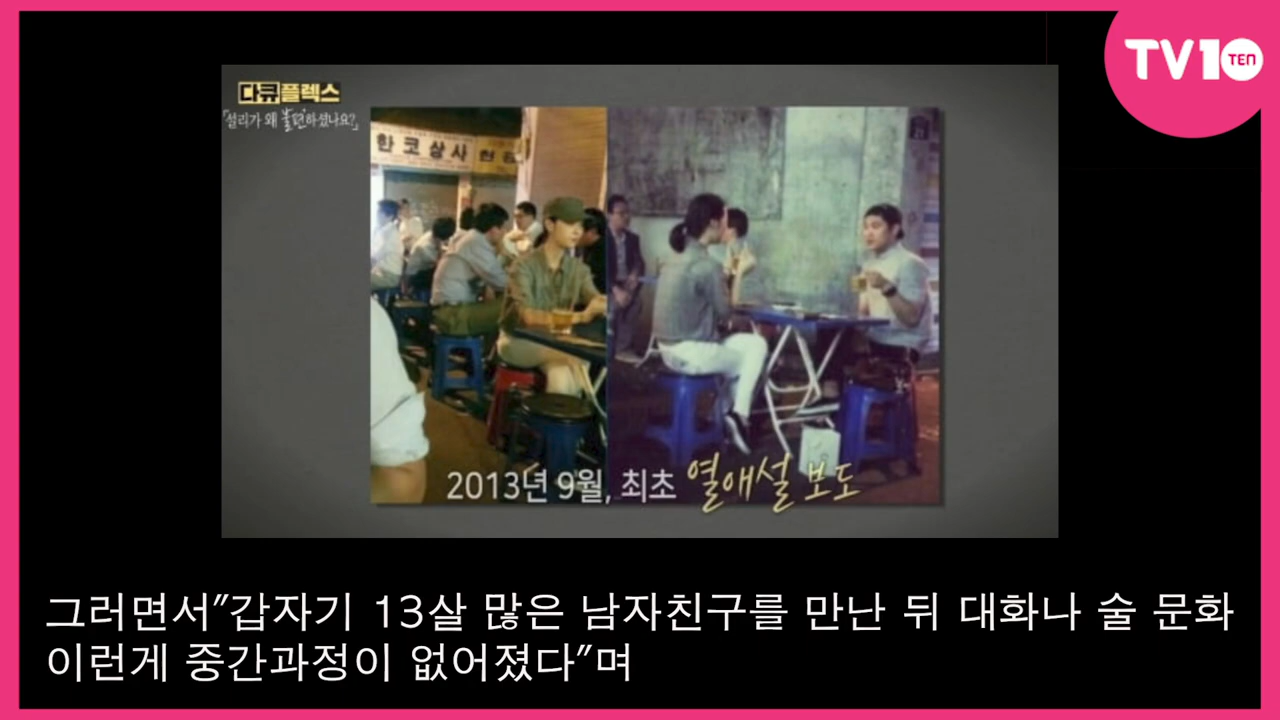 TV10
TEN
다큐플렉스
「설리가 왜 불편하셨나요?」
한코상사
2013년 9월, 최초 열애설 보도
그러면서"갑자기 13살 많은 남자친구를 만난 뒤 대화나 술 문화
이런게 중간과정이 없어졌다"며